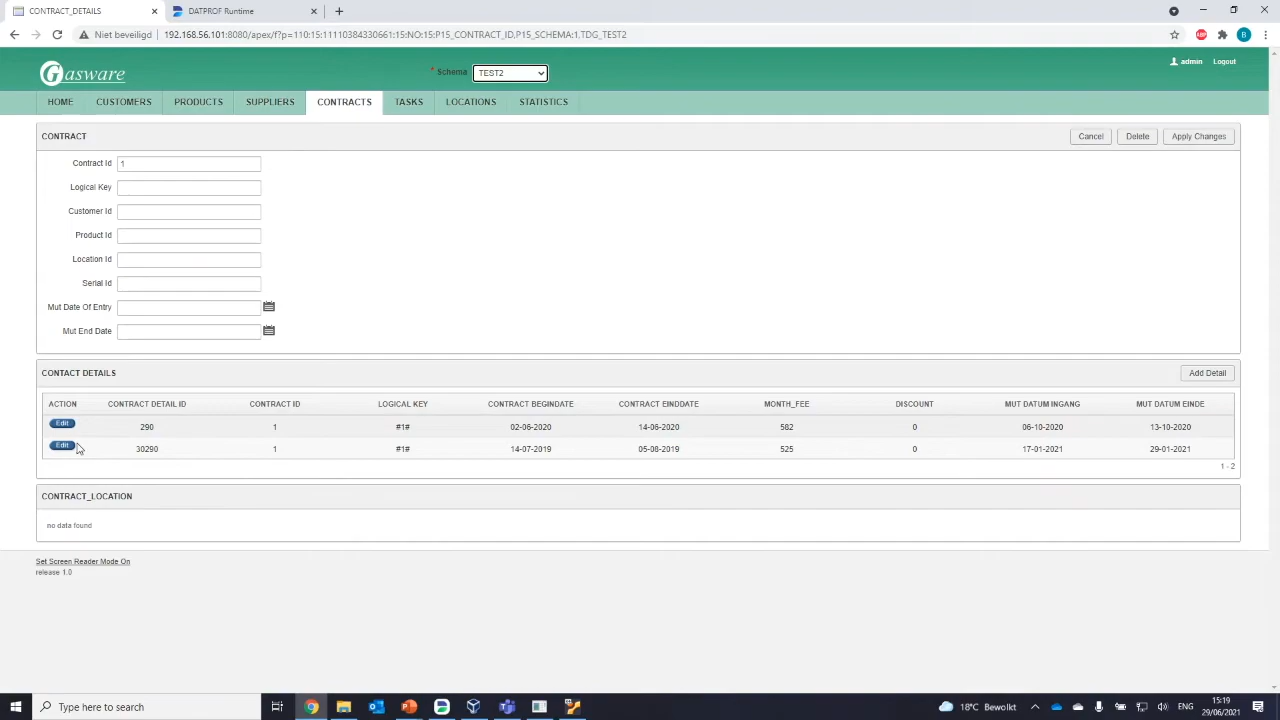 CONTRACT_DETAILS
DATPROF Runtime
Niet beveiligd
192.168.56.101:8080/apex/f?p=110:15:11110384330661:15:NO:15:P15_CONTRACT_ID,P15_SCHEMA:1,TDG_TEST2
ABP
B
Gasware
* Schema TEST2
admin Logout
HOME CUSTOMERS PRODUCTS SUPPLIERS CONTRACTS TASKS LOCATIONS STATISTICS
CONTRACT Cancel Delete Apply Changes
Contract Id 1
Logical Key
Customer Id
Product Id
Location Id
Serial Id
Mut Date Of Entry
Mut End Date
CONTACT DETAILS Add Detail
ACTION CONTRACT DETAIL ID CONTRACT ID LOGICAL KEY CONTRACT BEGINDATE CONTRACT EINDDATE MONTH_FEE DISCOUNT MUT DATUM INGANG MUT DATUM EINDE
Edit 290 1 #1# 02-06-2020 14-06-2020 582 0 06-10-2020 13-10-2020
Edit 30290 1 #1# 14-07-2019 05-08-2019 525 0 17-01-2021 29-01-2021
1 - 2
CONTRACT_LOCATION
no data found
Set Screen Reader Mode On
release 1.0
Type here to search
18°C Bewolkt
ENG
15:19
29/06/2021